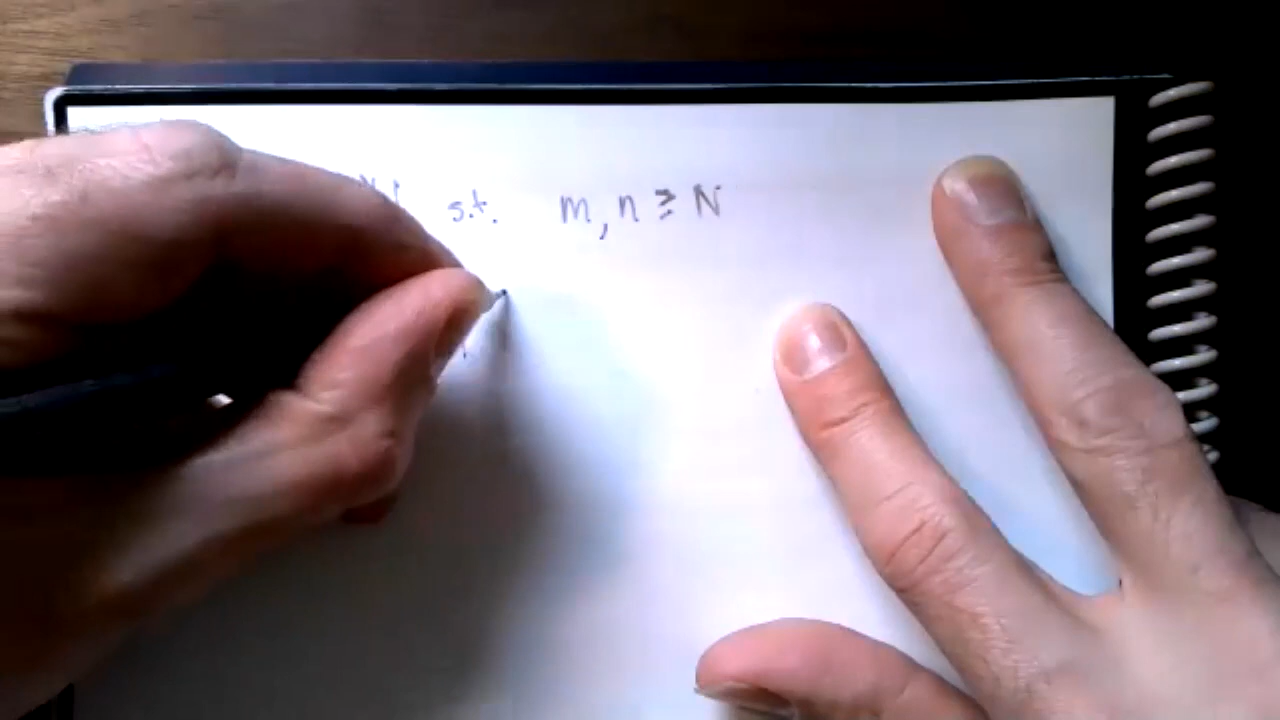 s.t. m, n ≥ N